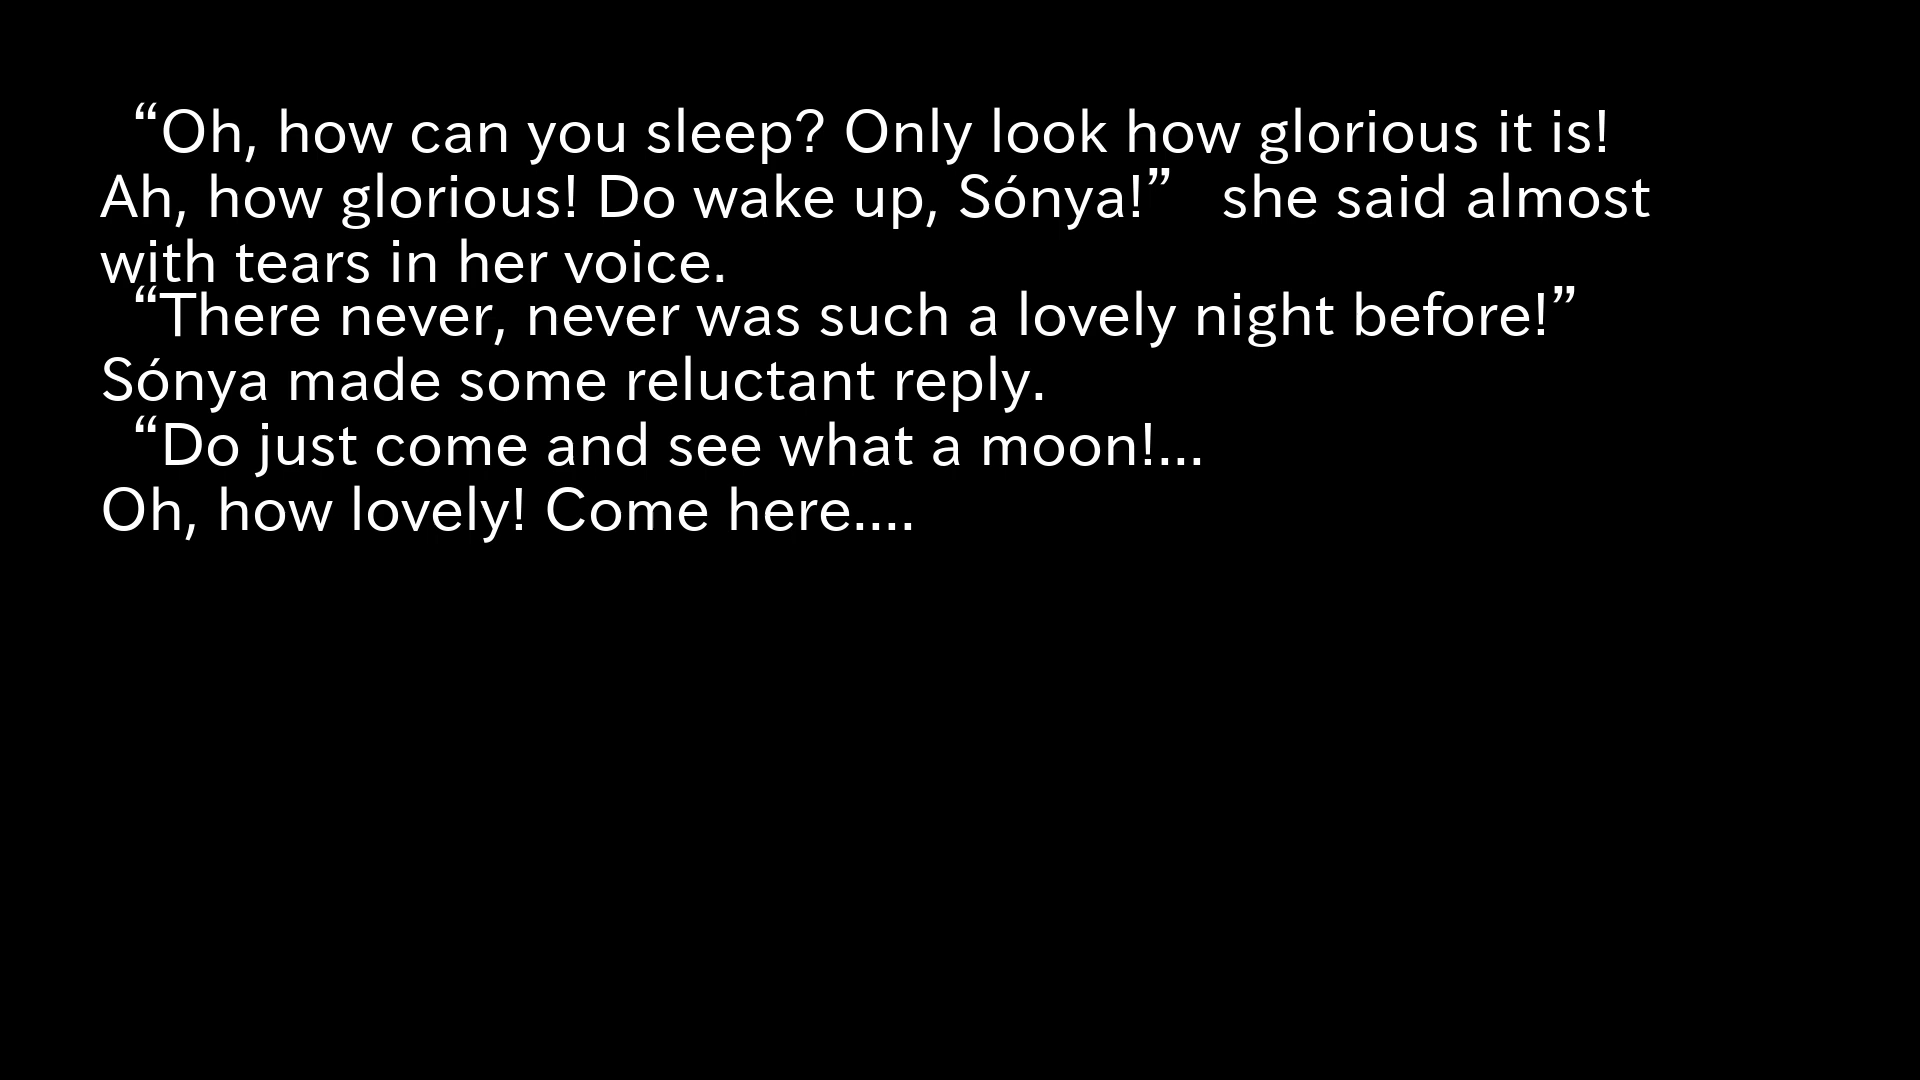 “Oh, how can you sleep? Only look how glorious it is!
Ah, how glorious! Do wake up, Sónya!” she said almost
with tears in her voice.
“There never, never was such a lovely night before!”
Sónya made some reluctant reply.
“Do just come and see what a moon!...
Oh, how lovely! Come here....